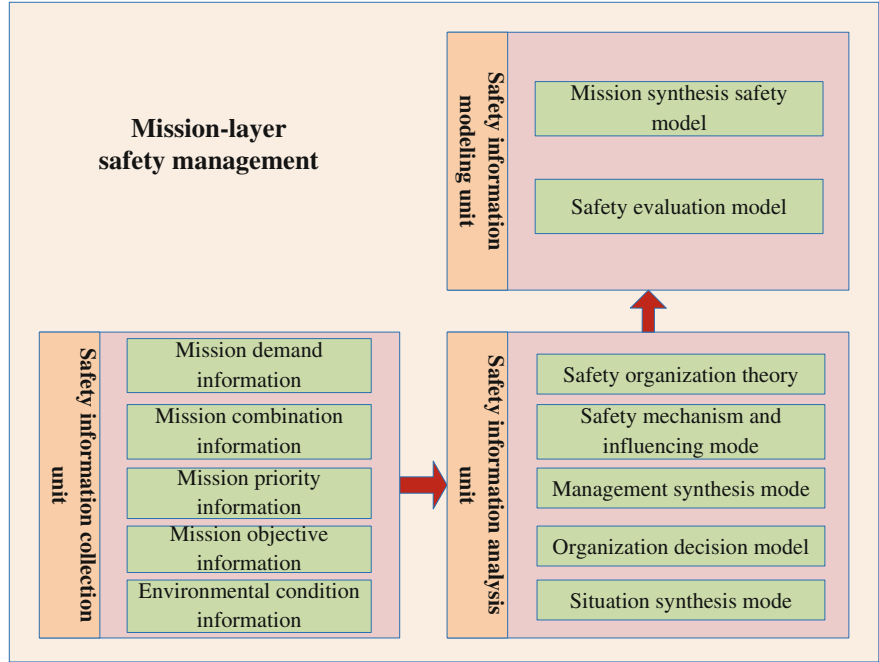 Mission-layer
safety management
Safety information
modeling unit
Mission synthesis safety
model
Safety evaluation model
Safety information collection
unit
Mission demand
information
Mission combination
information
Mission priority
information
Mission objective
information
Environmental condition
information
Safety information analysis
unit
Safety organization theory
Safety mechanism and
influencing mode
Management synthesis mode
Organization decision model
Situation synthesis mode